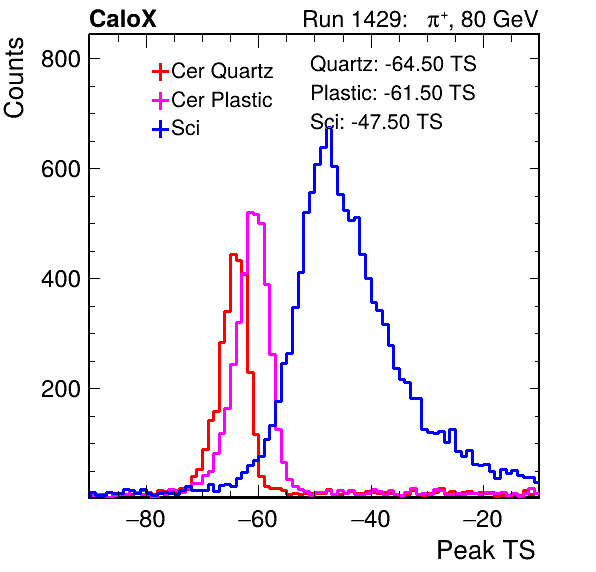 CaloX Run 1429: π⁺, 80 GeV
Counts
800
600
400
200
Cer Quartz
Cer Plastic
Sci
Quartz: -64.50 TS
Plastic: -61.50 TS
Sci: -47.50 TS
−80 −60 −40 −20
Peak TS